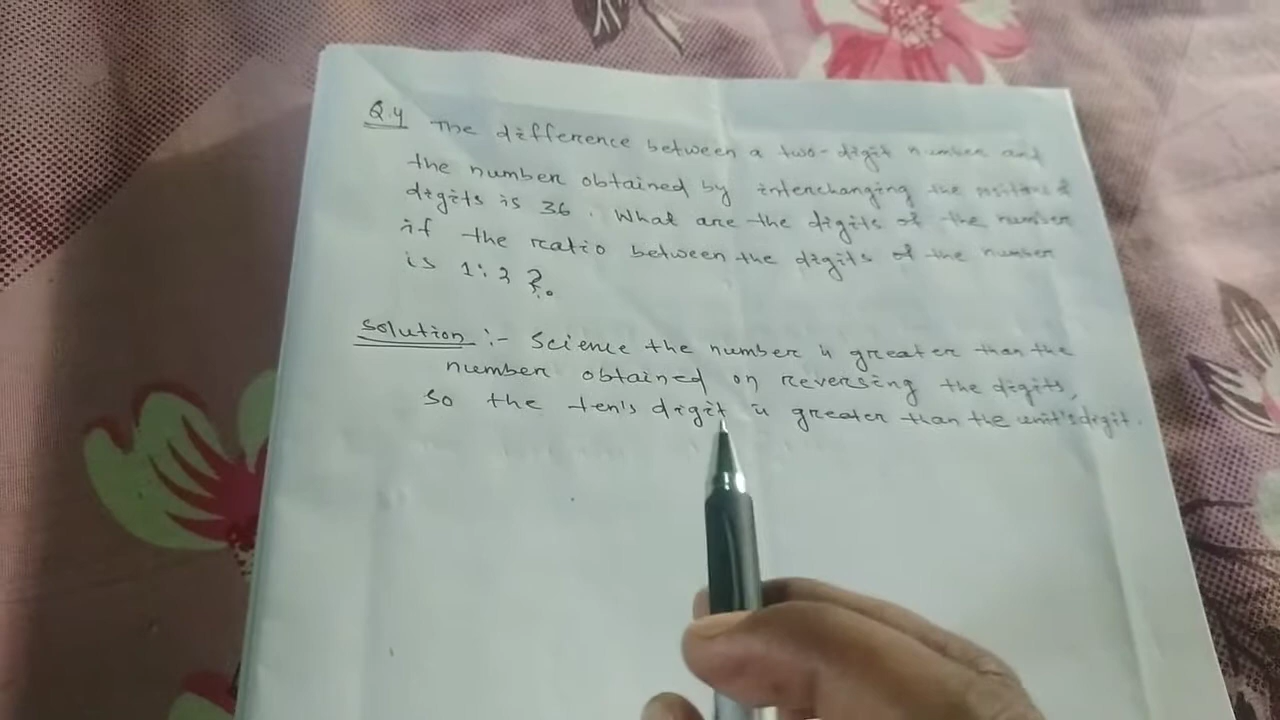 Q.4 The difference between a two-digit number and
the number obtained by interchanging the positions of
digits is 36. What are the digits of the number
if the ratio between the digits of the number
is 1:2 ?.
Solution :- Science the number is greater than the
number obtained on reversing the digits,
so the ten's digit is greater than the unit's digit.